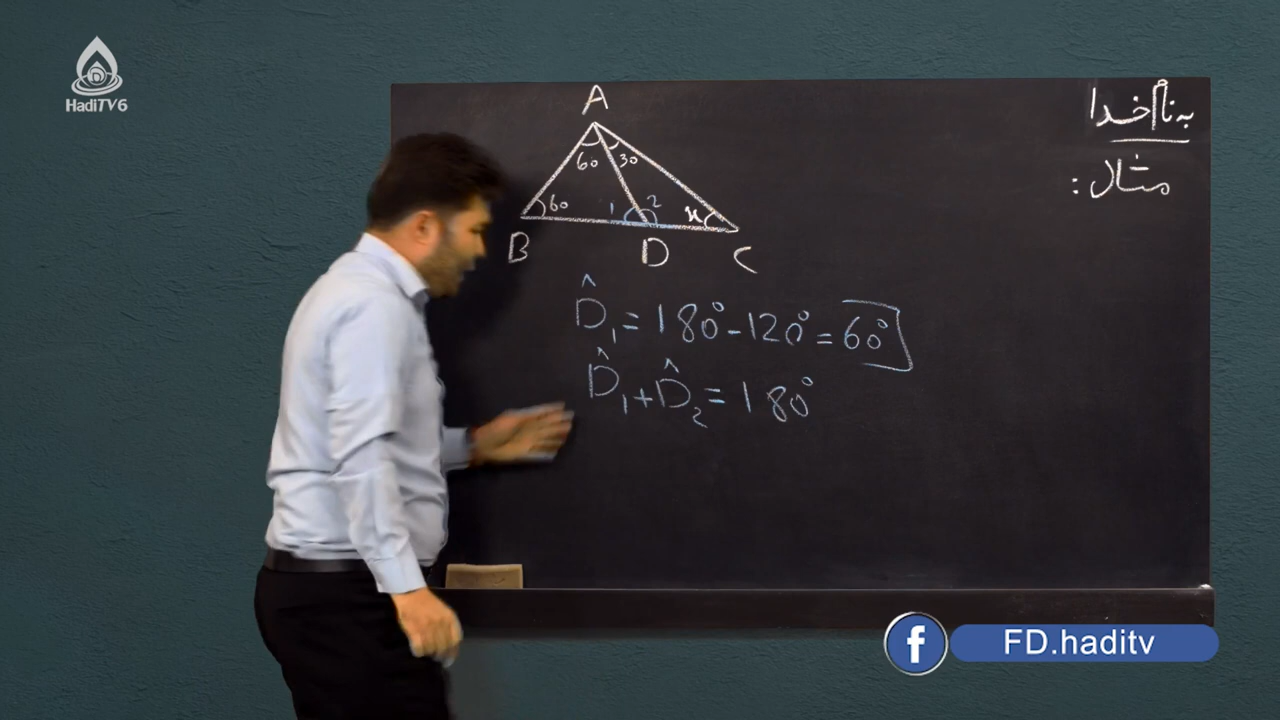 HadiTV6
به نام خدا
مثال :
A
60 30
60 1 2 x
B D C
D̂₁ = 180° - 120° = 60°
D̂₁ + D̂₂ = 180°
f FD.haditv